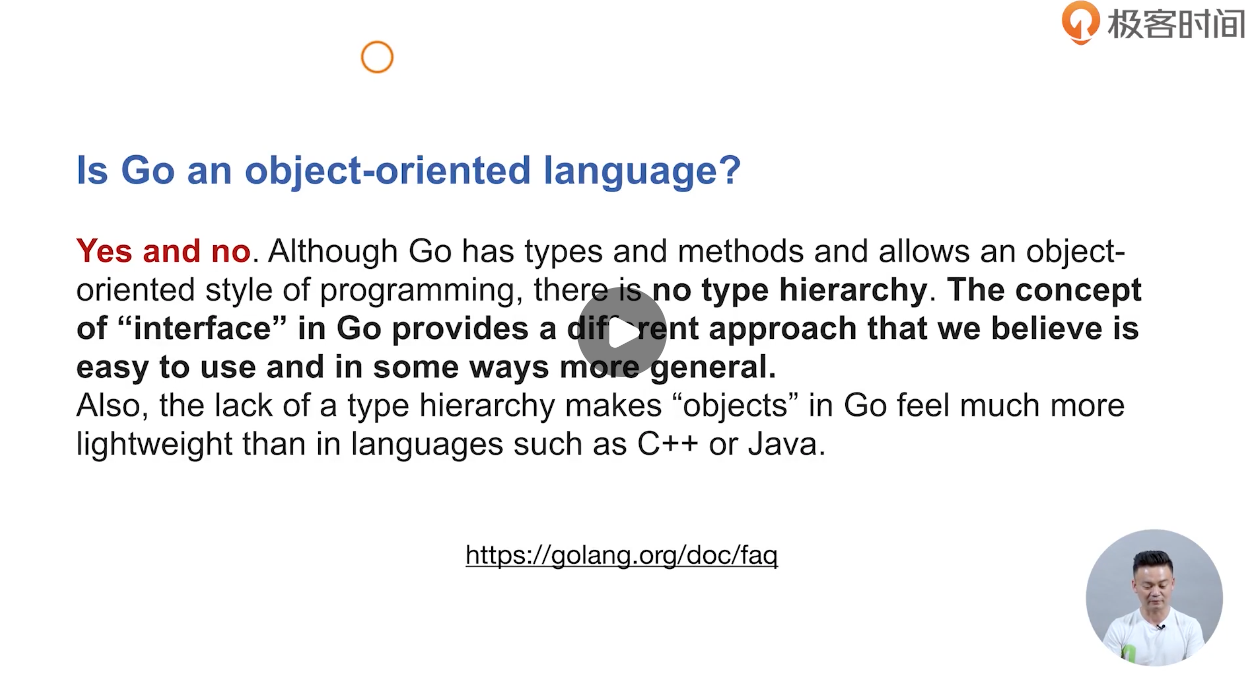 极客时间
Is Go an object-oriented language?
Yes and no. Although Go has types and methods and allows an object-
oriented style of programming, there is no type hierarchy. The concept
of “interface” in Go provides a different approach that we believe is
easy to use and in some ways more general.
Also, the lack of a type hierarchy makes “objects” in Go feel much more
lightweight than in languages such as C++ or Java.
https://golang.org/doc/faq